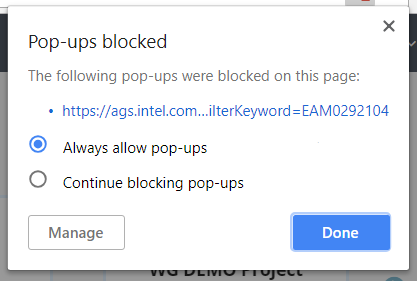 Pop-ups blocked
The following pop-ups were blocked on this page:
• https://ags.intel.com...ilterKeyword=EAM0292104
Always allow pop-ups
Continue blocking pop-ups
Manage
Done
WG DEMO Project